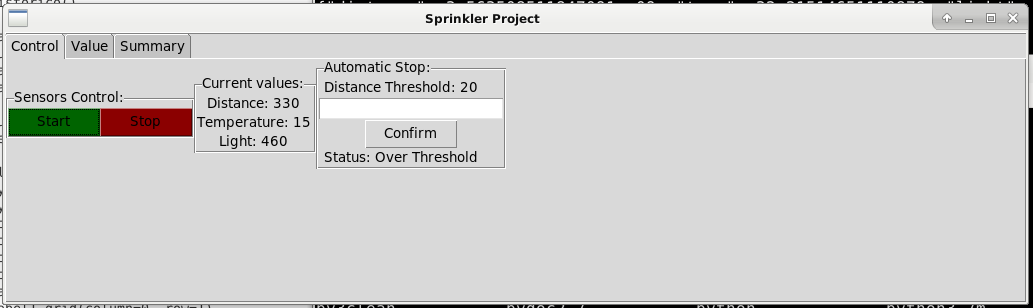 Sprinkler Project
Control Value Summary
Sensors Control:
Start Stop
Current values:
Distance: 330
Temperature: 15
Light: 460
Automatic Stop:
Distance Threshold: 20
Confirm
Status: Over Threshold